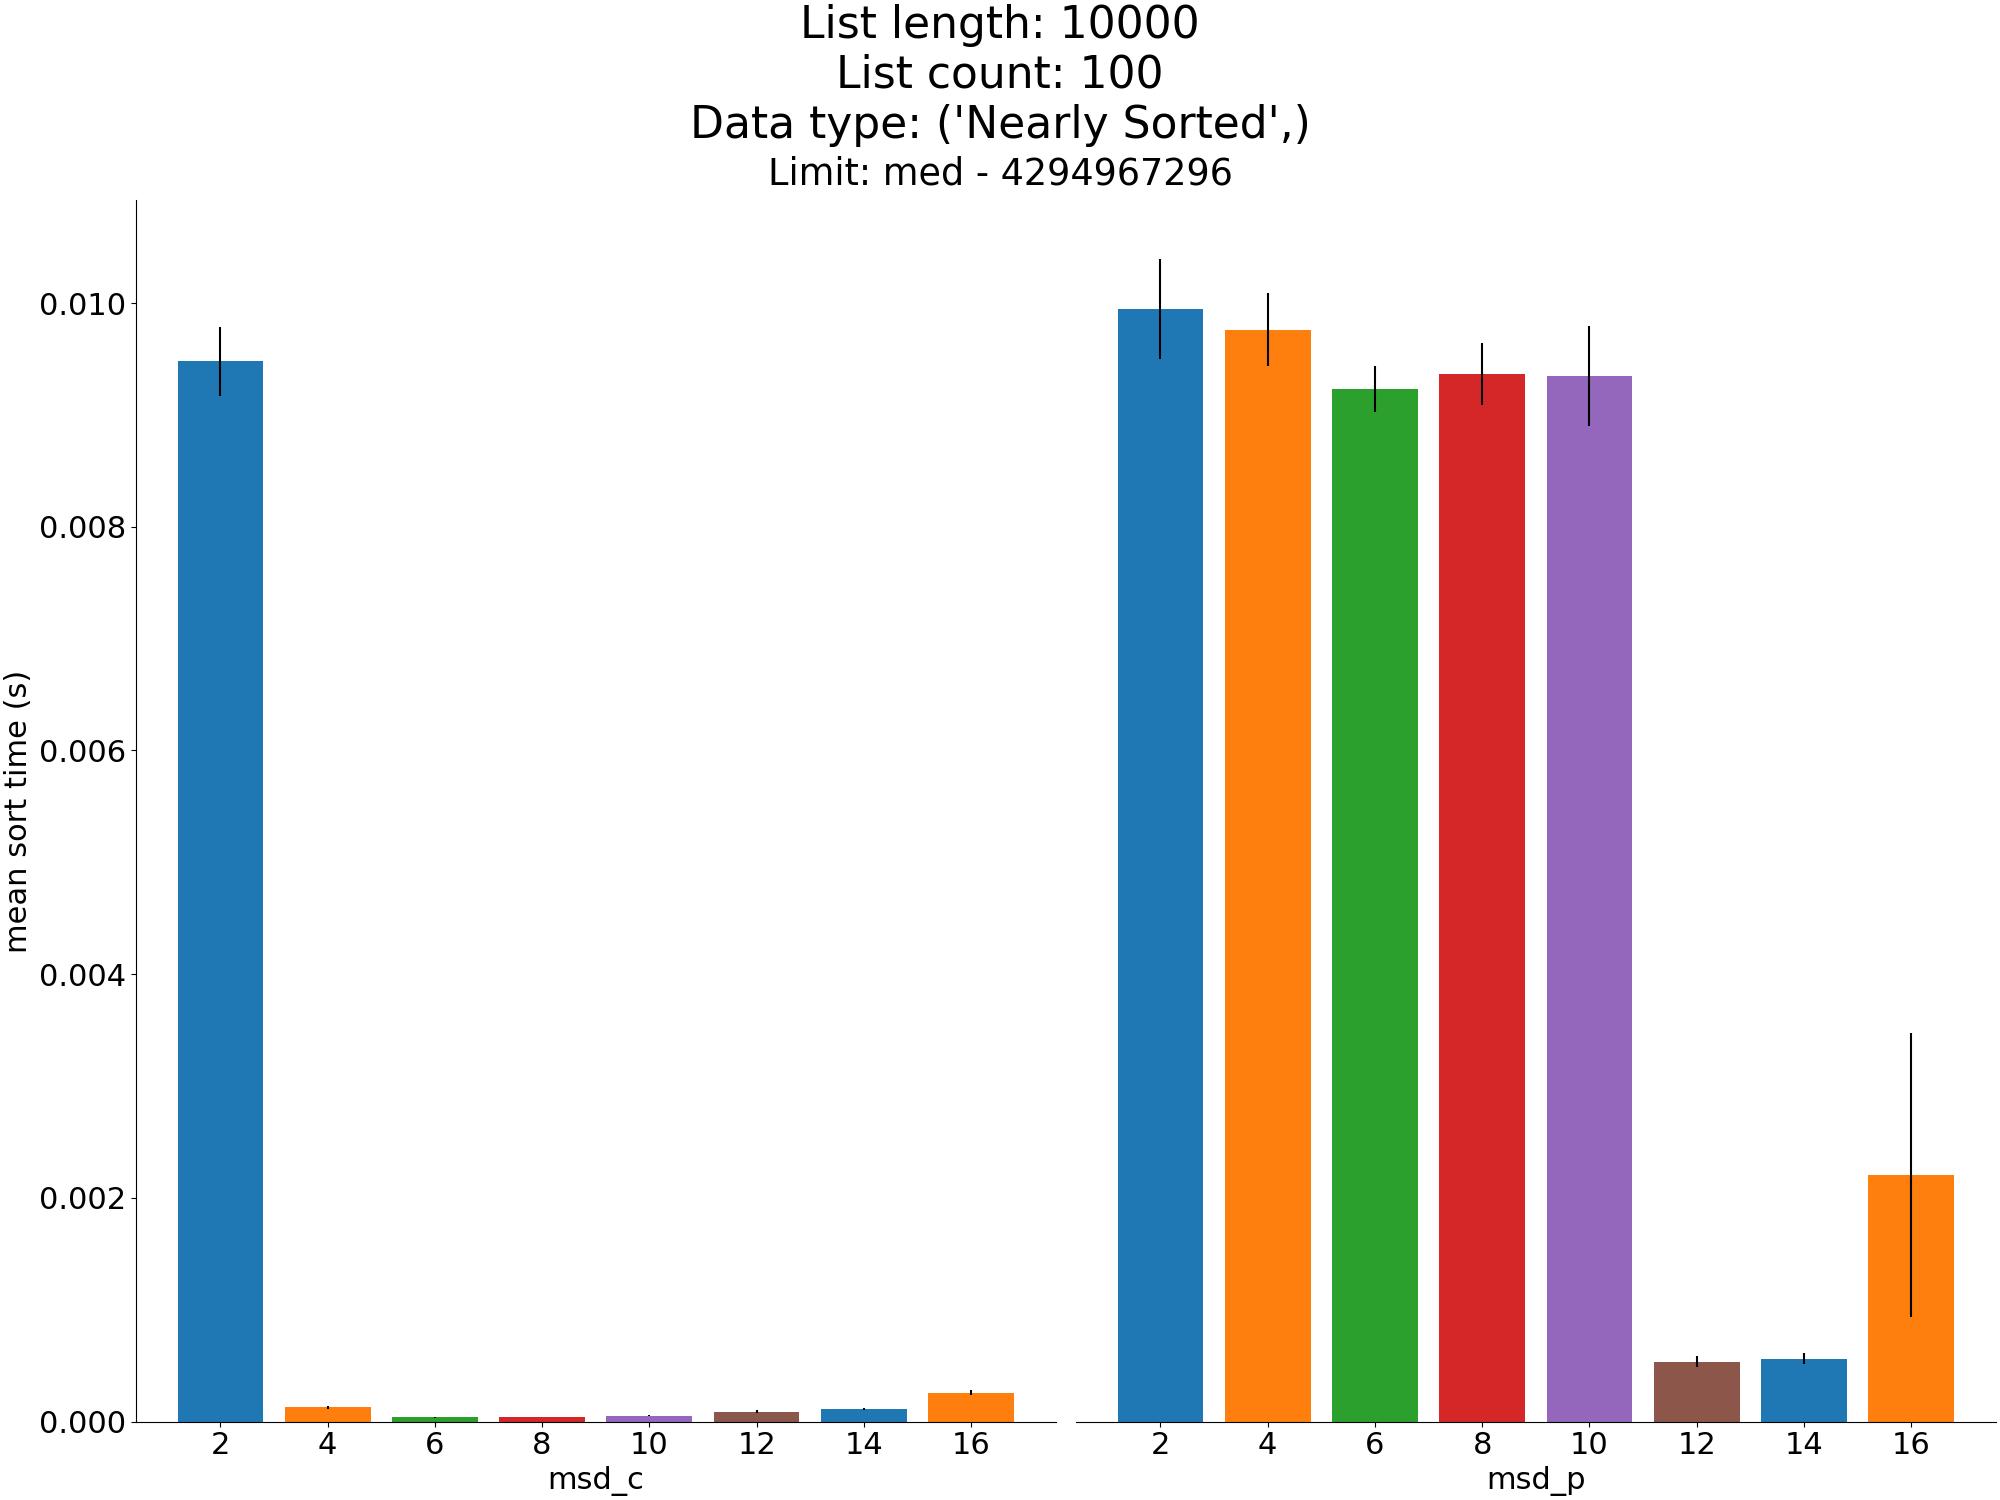 List length: 10000
List count: 100
Data type: ('Nearly Sorted',)
Limit: med - 4294967296
mean sort time (s)
0.010
0.008
0.006
0.004
0.002
0.000
2 4 6 8 10 12 14 16
msd_c
2 4 6 8 10 12 14 16
msd_p